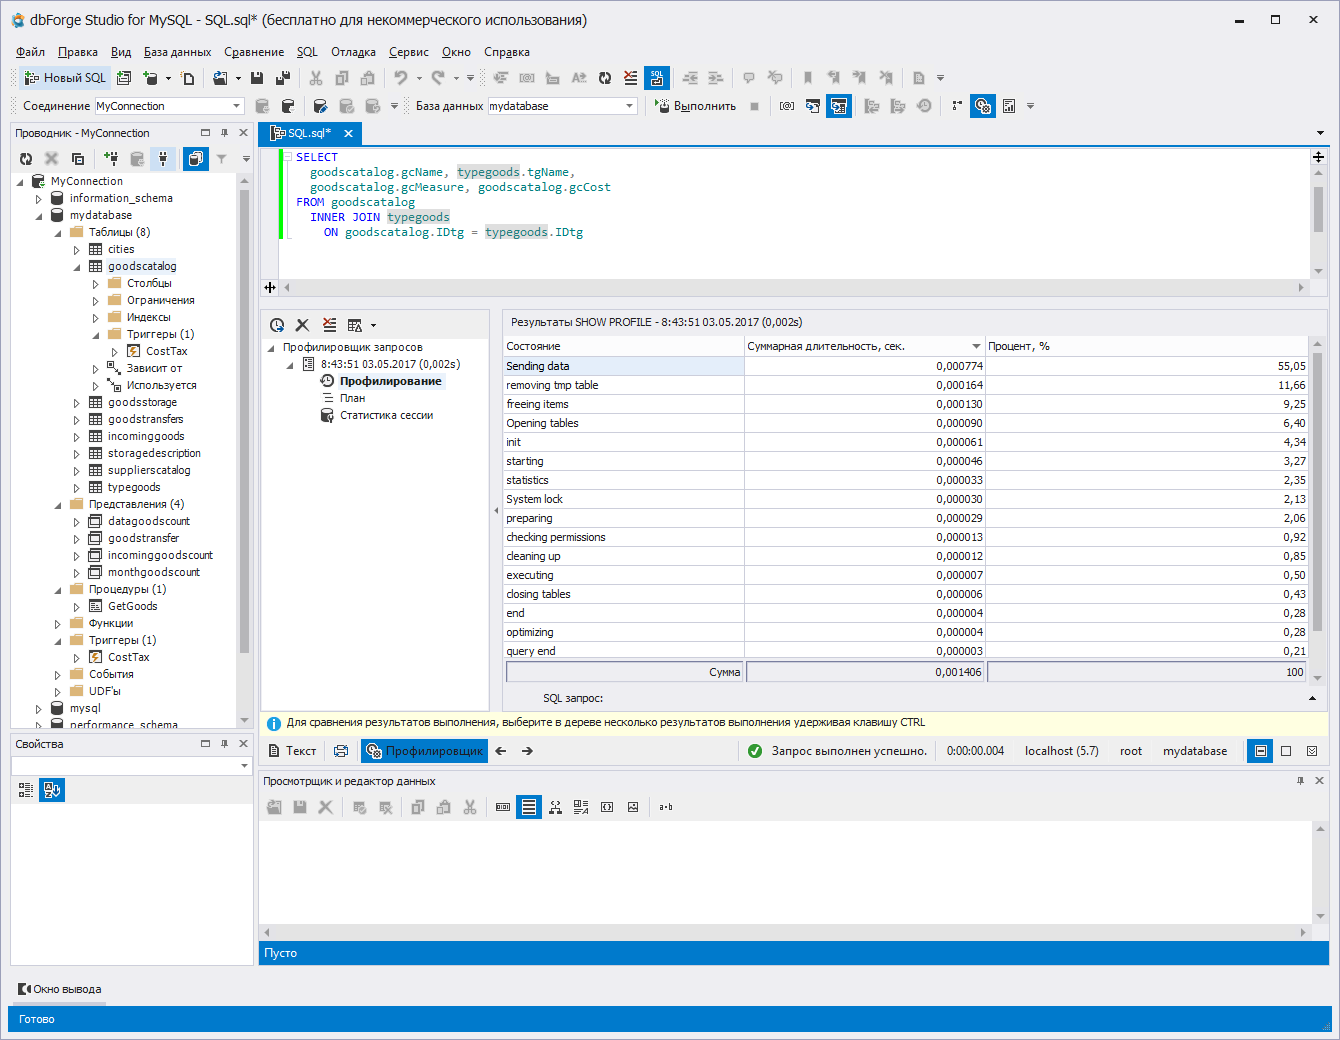 dbForge Studio for MySQL - SQL.sql* (бесплатно для некоммерческого использования)
Файл Правка Вид База данных Сравнение SQL Отладка Сервис Окно Справка
Новый SQL
Соединение MyConnection База данных mydatabase Выполнить
Проводник - MyConnection
MyConnection
information_schema
mydatabase
Таблицы (8)
cities
goodscatalog
Столбцы
Ограничения
Индексы
Триггеры (1)
CostTax
Зависит от
Используется
goodsstorage
goodstransfers
incominggoods
storagedescription
supplierscatalog
typegoods
Представления (4)
datagoodscount
goodstransfer
incominggoodscount
monthgoodscount
Процедуры (1)
GetGoods
Функции
Триггеры (1)
CostTax
События
UDF'ы
mysql
performance_schema
Свойства
SQL.sql*
SELECT
goodscatalog.gcName, typegoods.tgName,
goodscatalog.gcMeasure, goodscatalog.gcCost
FROM goodscatalog
INNER JOIN typegoods
ON goodscatalog.IDtg = typegoods.IDtg
Профилировщик запросов
8:43:51 03.05.2017 (0,002s)
Профилирование
План
Статистика сессии
Результаты SHOW PROFILE - 8:43:51 03.05.2017 (0,002s)
Состояние Суммарная длительность, сек. Процент, %
Sending data 0,000774 55,05
removing tmp table 0,000164 11,66
freeing items 0,000130 9,25
Opening tables 0,000090 6,40
init 0,000061 4,34
starting 0,000046 3,27
statistics 0,000033 2,35
System lock 0,000030 2,13
preparing 0,000029 2,06
checking permissions 0,000013 0,92
cleaning up 0,000012 0,85
executing 0,000007 0,50
closing tables 0,000006 0,43
end 0,000004 0,28
optimizing 0,000004 0,28
query end 0,000003 0,21
Сумма 0,001406 100
SQL запрос:
Для сравнения результатов выполнения, выберите в дереве несколько результатов выполнения удерживая клавишу CTRL
Текст Профилировщик Запрос выполнен успешно. 0:00:00.004 localhost (5.7) root mydatabase
Просмотрщик и редактор данных
Пусто
Окно вывода
Готово